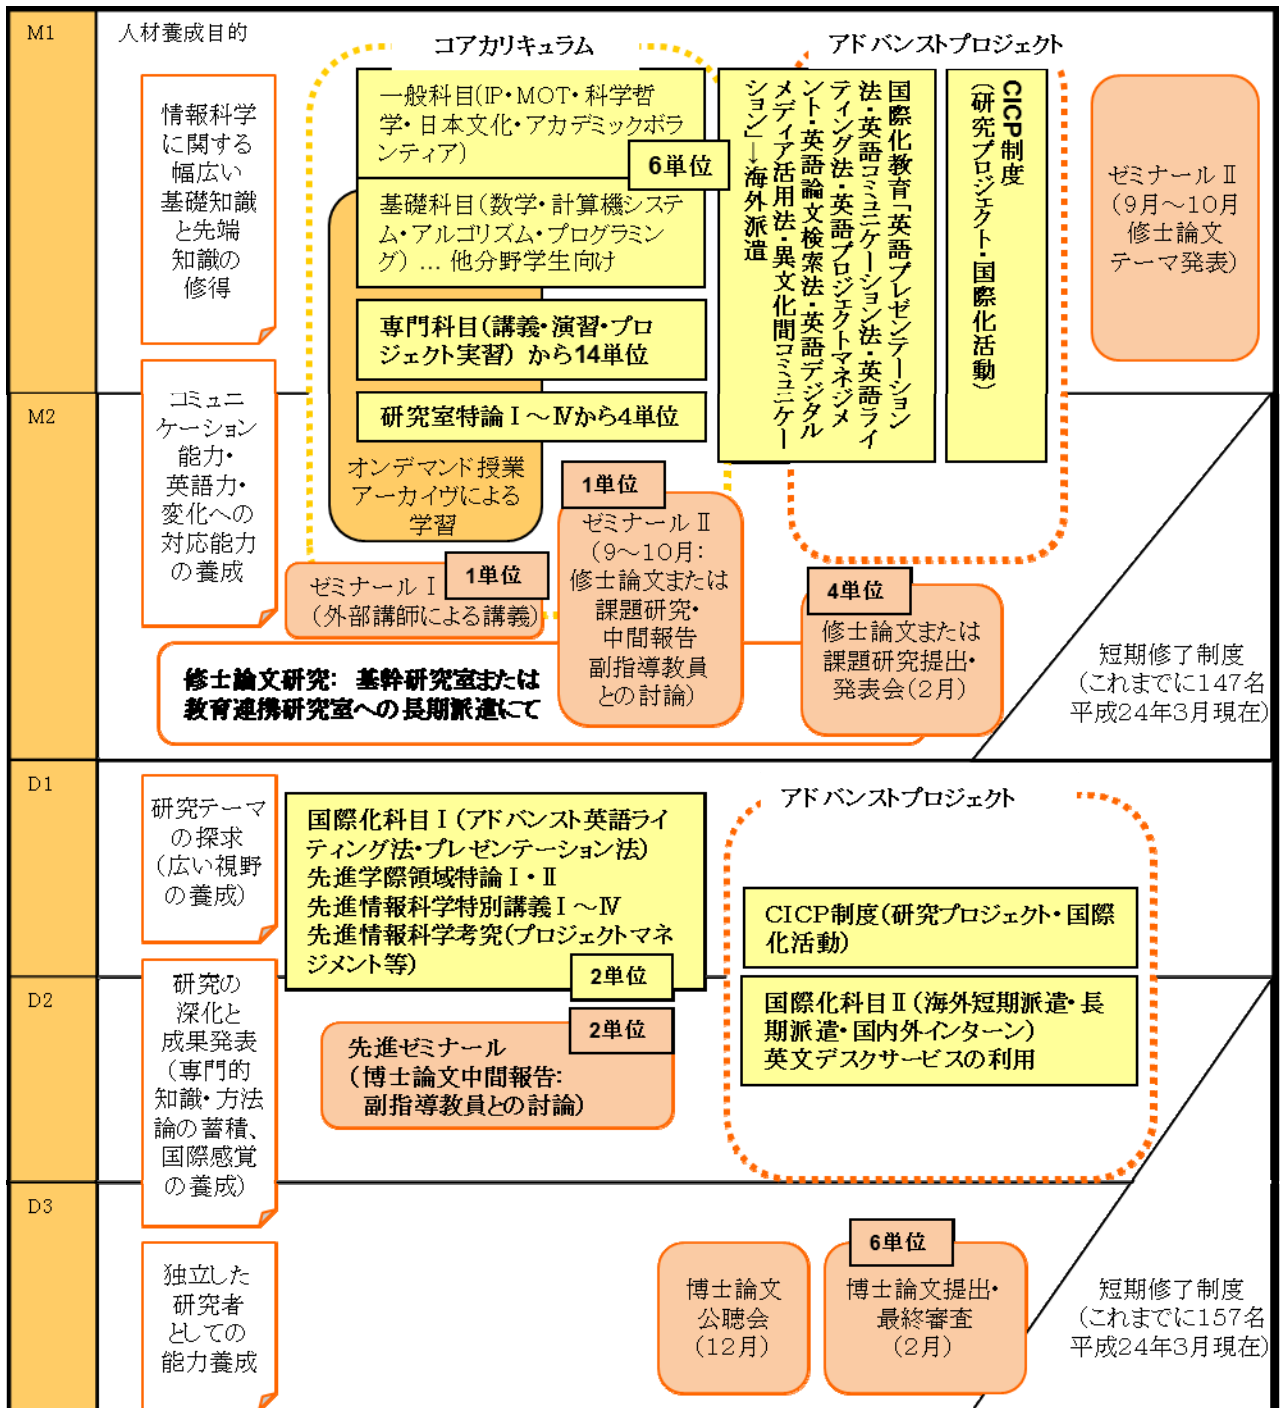 M1
人材養成目的
コアカリキュラム
アドバンストプロジェクト
情報科学
に関する
幅広い
基礎知識
と先端
知識の
修得
一般科目(IP・MOT・科学哲
学・日本文化・アカデミックボラ
ンティア)
6単位
基礎科目(数学・計算機システ
ム・アルゴリズム・プログラミン
グ) … 他分野学生向け
専門科目(講義・演習・プロ
ジェクト実習) から14単位
研究室特論Ⅰ～Ⅳから4単位
オンデマンド授業
アーカイヴによる
学習
国際化教育「英語プレゼンテーション
法・英語コミュニケーション法・英語ライ
ティング法・英語プロジェクトマネジメ
ント・英語論文検索法・英語デジタル
メディア活用法・異文化間コミュニケー
ション」→海外派遣
CICP制度
(研究プロジェクト・国際化活動)
ゼミナールⅡ
(9月～10月
修士論文
テーマ発表)
M2
コミュニ
ケーション
能力・
英語力・
変化への
対応能力
の養成
ゼミナールⅠ
(外部講師による講義)
1単位
1単位
ゼミナールⅡ
(9～10月:
修士論文または
課題研究・
中間報告
副指導教員
との討論)
4単位
修士論文または
課題研究提出・
発表会(2月)
修士論文研究: 基幹研究室または
教育連携研究室への長期派遣にて
短期修了制度
(これまでに147名
平成24年3月現在)
D1
研究テーマ
の探求
(広い視野
の養成)
国際化科目Ⅰ(アドバンスト英語ライ
ティング法・プレゼンテーション法)
先進学際領域特論Ⅰ・Ⅱ
先進情報科学特別講義Ⅰ～Ⅳ
先進情報科学考究(プロジェクトマネ
ジメント等)
2単位
アドバンストプロジェクト
CICP制度(研究プロジェクト・国際
化活動)
D2
研究の
深化と
成果発表
(専門的
知識・方法
論の蓄積、
国際感覚
の養成)
2単位
先進ゼミナール
(博士論文中間報告:
副指導教員との討論)
国際化科目Ⅱ(海外短期派遣・長
期派遣・国内外インターン)
英文デスクサービスの利用
D3
独立した
研究者
としての
能力養成
博士論文
公聴会
(12月)
6単位
博士論文提出・
最終審査
(2月)
短期修了制度
(これまでに157名
平成24年3月現在)